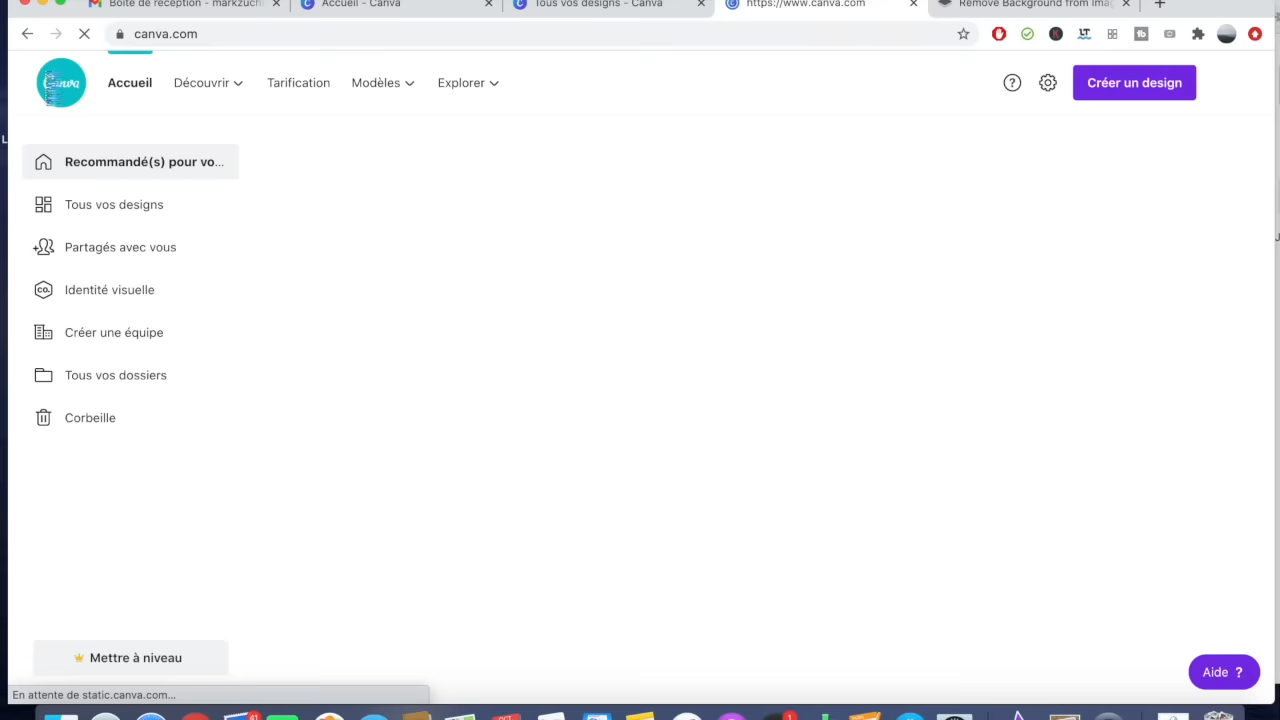 Boîte de réception - markzuch
Accueil - Canva
Tous vos designs - Canva
https://www.canva.com
Remove Background from Imag
canva.com
Canva
Accueil
Découvrir
Tarification
Modèles
Explorer
?
Créer un design
Recommandé(s) pour vo...
Tous vos designs
Partagés avec vous
CO.
Identité visuelle
Créer une équipe
Tous vos dossiers
Corbeille
Mettre à niveau
Aide ?
En attente de static.canva.com...